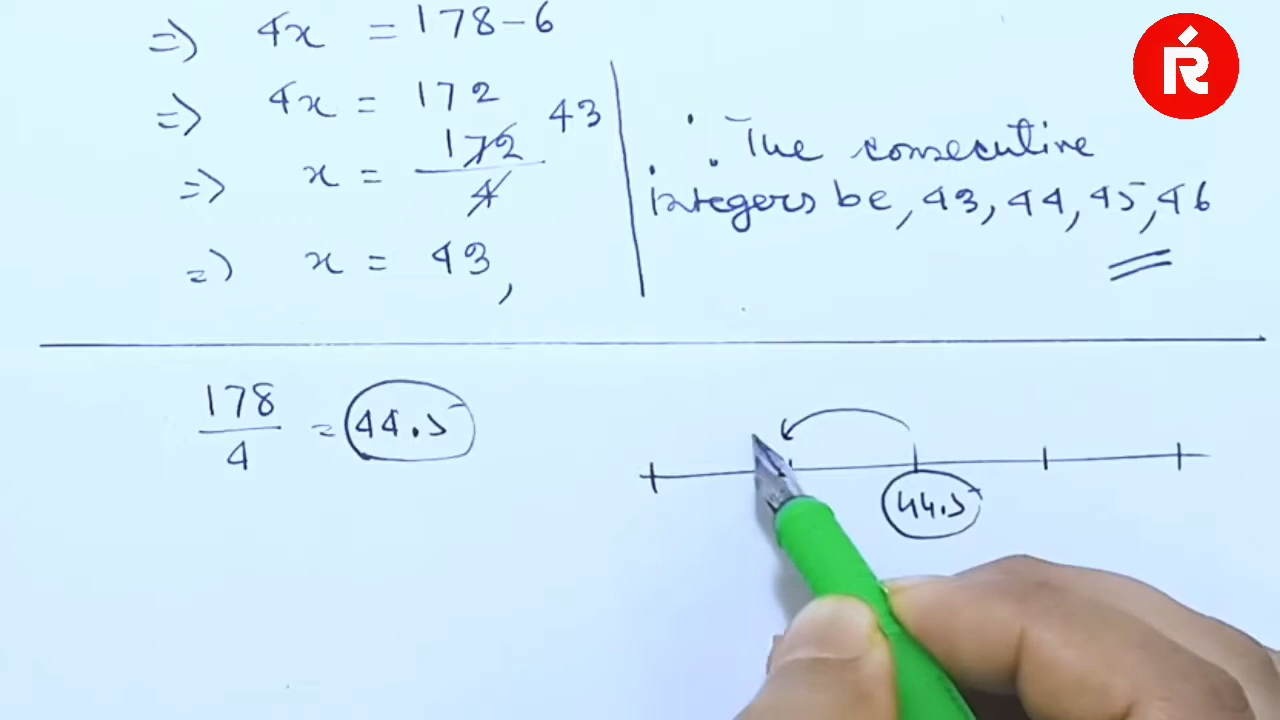 => 4x = 178-6
=> 4x = 172
=> x = 172/4 43
=> x = 43,
∴ The consecutive
integers be, 43, 44, 45, 46
178/4 = 44.5
44.5
Ŕ